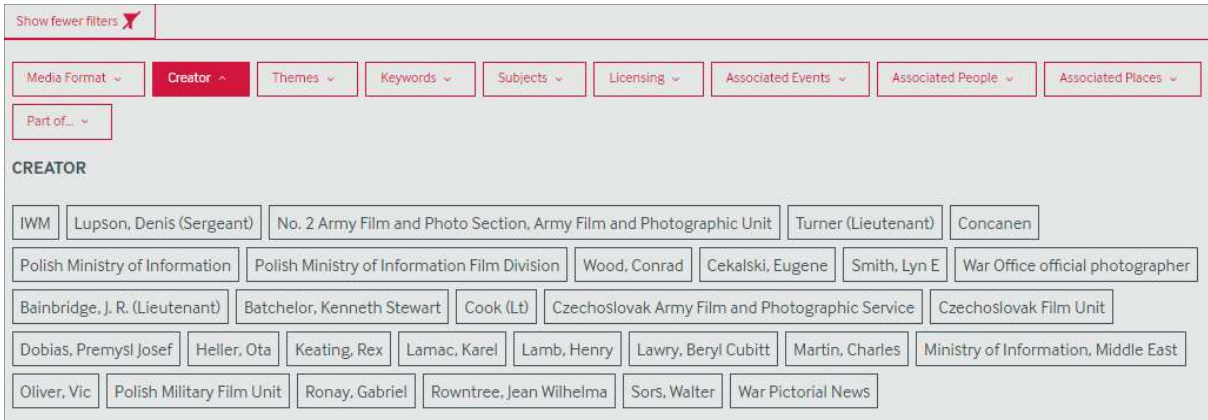 Show fewer filters
Media Format Creator Themes Keywords Subjects Licensing Associated Events Associated People Associated Places
Part of...
CREATOR
IWM Lupson, Denis (Sergeant) No. 2 Army Film and Photo Section, Army Film and Photographic Unit Turner (Lieutenant) Concanen
Polish Ministry of Information Polish Ministry of Information Film Division Wood, Conrad Cekalski, Eugene Smith, Lyn E War Office official photographer
Bainbridge, J. R. (Lieutenant) Batchelor, Kenneth Stewart Cook (Lt) Czechoslovak Army Film and Photographic Service Czechoslovak Film Unit
Dobias, Premysl Josef Heller, Ota Keating, Rex Lamac, Karel Lamb, Henry Lawry, Beryl Cubitt Martin, Charles Ministry of Information, Middle East
Oliver, Vic Polish Military Film Unit Ronay, Gabriel Rowntree, Jean Wilhelma Sors, Walter War Pictorial News